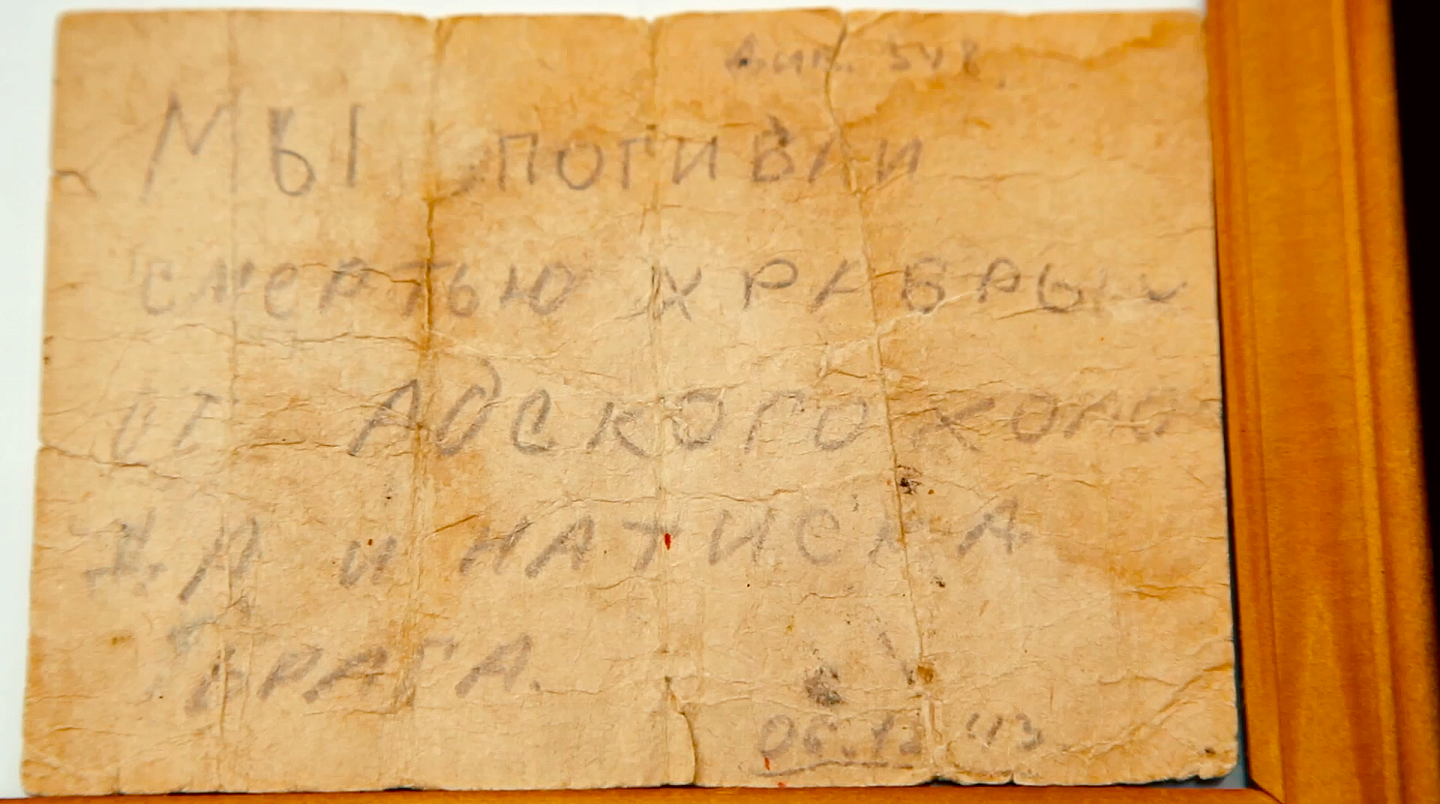 МЫ ПОГИБЛИ
СМЕРТЬЮ ХРАБРЫХ
ОТ АДСКОГО ХОЛО
ДА И НАТИСКА
ВРАГА.
06.12 43